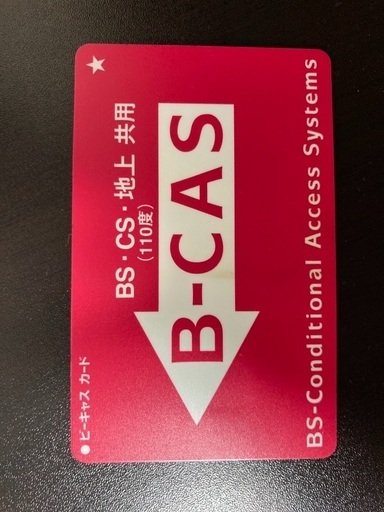 ★
BS・CS・地上 共用
(110度)
B-CAS
BS-Conditional Access Systems
● ビーキャス カード